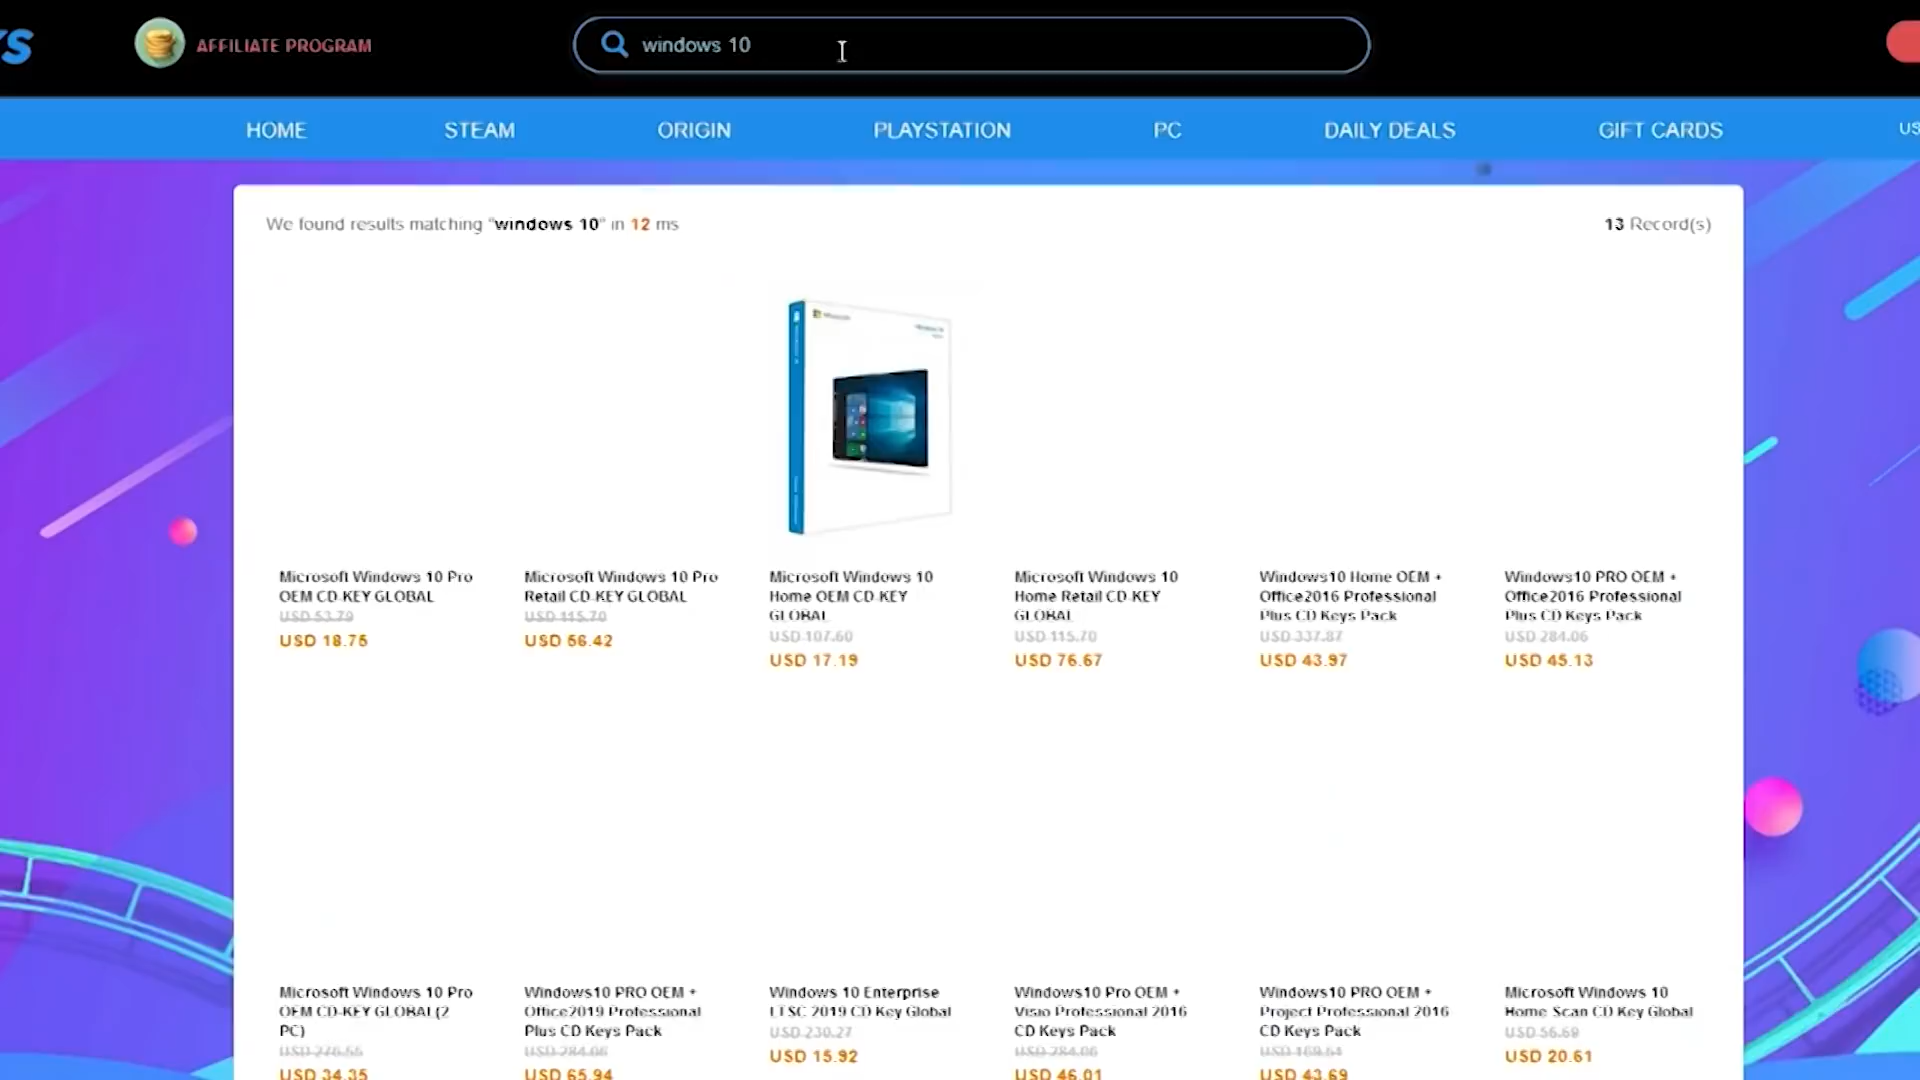 AFFILIATE PROGRAM
windows 10
HOME STEAM ORIGIN PLAYSTATION PC DAILY DEALS GIFT CARDS US
We found results matching "windows 10" in 12 ms
13 Record(s)
Microsoft Windows 10 Pro
OEM CD-KEY GLOBAL
USD 53.79
USD 18.75
Microsoft Windows 10 Pro
Retail CD-KEY GLOBAL
USD 115.70
USD 56.42
Microsoft Windows 10
Home OEM CD-KEY
GLOBAL
USD 107.60
USD 17.19
Microsoft Windows 10
Home Retail CD-KEY
GLOBAL
USD 115.70
USD 76.67
Windows10 Home OEM +
Office2016 Professional
Plus CD Keys Pack
USD 337.87
USD 43.97
Windows10 PRO OEM +
Office2016 Professional
Plus CD Keys Pack
USD 284.06
USD 45.13
Microsoft Windows 10 Pro
OEM CD-KEY GLOBAL(2
PC)
USD 276.55
USD 34.35
Windows10 PRO OEM +
Office2019 Professional
Plus CD Keys Pack
USD 284.06
USD 65.94
Windows 10 Enterprise
LTSC 2019 CD Key Global
USD 230.27
USD 15.92
Windows10 Pro OEM +
Visio Professional 2016
CD Keys Pack
USD 284.06
USD 46.01
Windows10 PRO OEM +
Project Professional 2016
CD Keys Pack
USD 169.51
USD 43.69
Microsoft Windows 10
Home Scan CD Key Global
USD 56.69
USD 20.61